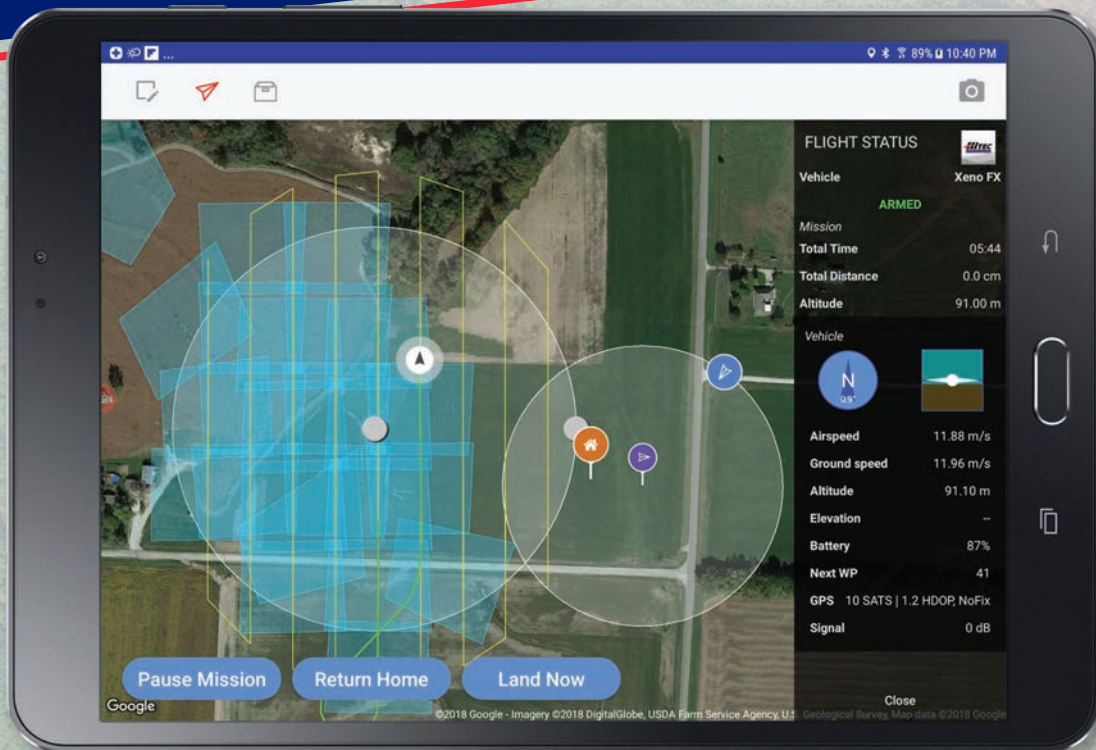 ...
89% 10:40 PM
FLIGHT STATUS
HiTEC
Vehicle Xeno FX
ARMED
Mission
Total Time 05:44
Total Distance 0.0 cm
Altitude 91.00 m
Vehicle
N
Airspeed 11.88 m/s
Ground speed 11.96 m/s
Altitude 91.10 m
Elevation --
Battery 87%
Next WP 41
GPS 10 SATS | 1.2 HDOP, NoFix
Signal 0 dB
Pause Mission Return Home Land Now
Close
Google
©2018 Google - Imagery ©2018 DigitalGlobe, USDA Farm Service Agency, U.S. Geological Survey, Map data ©2018 Google